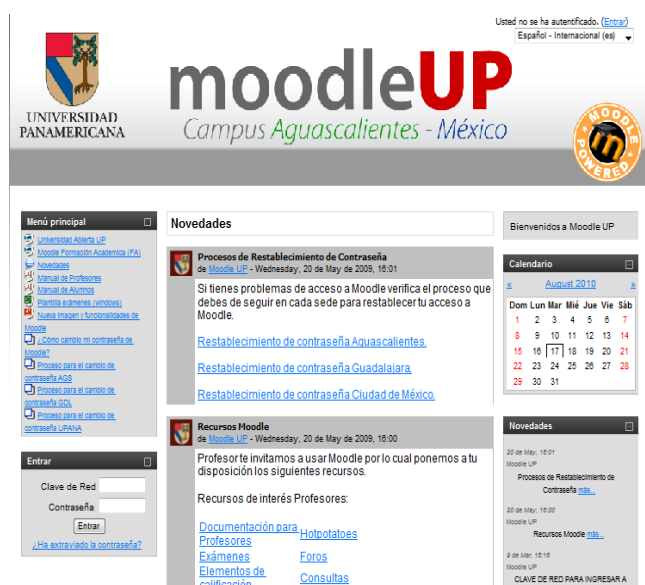 Usted no se ha autentificado. (Entrar)
Español - Internacional (es)
UNIVERSIDAD
PANAMERICANA
moodleUP
Campus Aguascalientes - México
MOODLE
POWERED
Menú principal
Universidad Abierta UP
Moodle Formación Academica (FA)
Novedades
Manual de Profesores
Manual de Alumnos
Plantilla exámenes (windows)
Nueva Imagen y funcionalidades de
Moodle
¿Cómo cambio mi contraseña de
Moodle?
Proceso para el cambio de
contraseña AGS
Proceso para el cambio de
contraseña GDL
Proceso para el cambio de
contraseña UPANA
Entrar
Clave de Red
Contraseña
Entrar
¿Ha extraviado la contraseña?
Novedades
Procesos de Restablecimiento de Contraseña
de Moodle UP - Wednesday, 20 de May de 2009, 16:01
Si tienes problemas de acceso a Moodle verifica el proceso que
debes de seguir en cada sede para restablecer tu acceso a
Moodle.
Restablecimiento de contraseña Aguascalientes.
Restablecimiento de contraseña Guadalajara.
Restablecimiento de contraseña Ciudad de México.
Recursos Moodle
de Moodle UP - Wednesday, 20 de May de 2009, 16:00
Profesor te invitamos a usar Moodle por lo cual ponemos a tu
disposición los siguientes recursos.
Recursos de interés Profesores:
Documentación para
Profesores
Hotpotatoes
Exámenes
Foros
Elementos de
calificación
Consultas
Bienvenidos a Moodle UP
Calendario
« August 2010 »
Dom Lun Mar Mié Jue Vie Sáb
1 2 3 4 5 6 7
8 9 10 11 12 13 14
15 16 17 18 19 20 21
22 23 24 25 26 27 28
29 30 31
Novedades
20 de May, 16:01
Moodle UP
Procesos de Restablecimiento de
Contraseña más...
20 de May, 16:00
Moodle UP
Recursos Moodle más...
9 de Mar, 15:16
Moodle UP
CLAVE DE RED PARA INGRESAR A